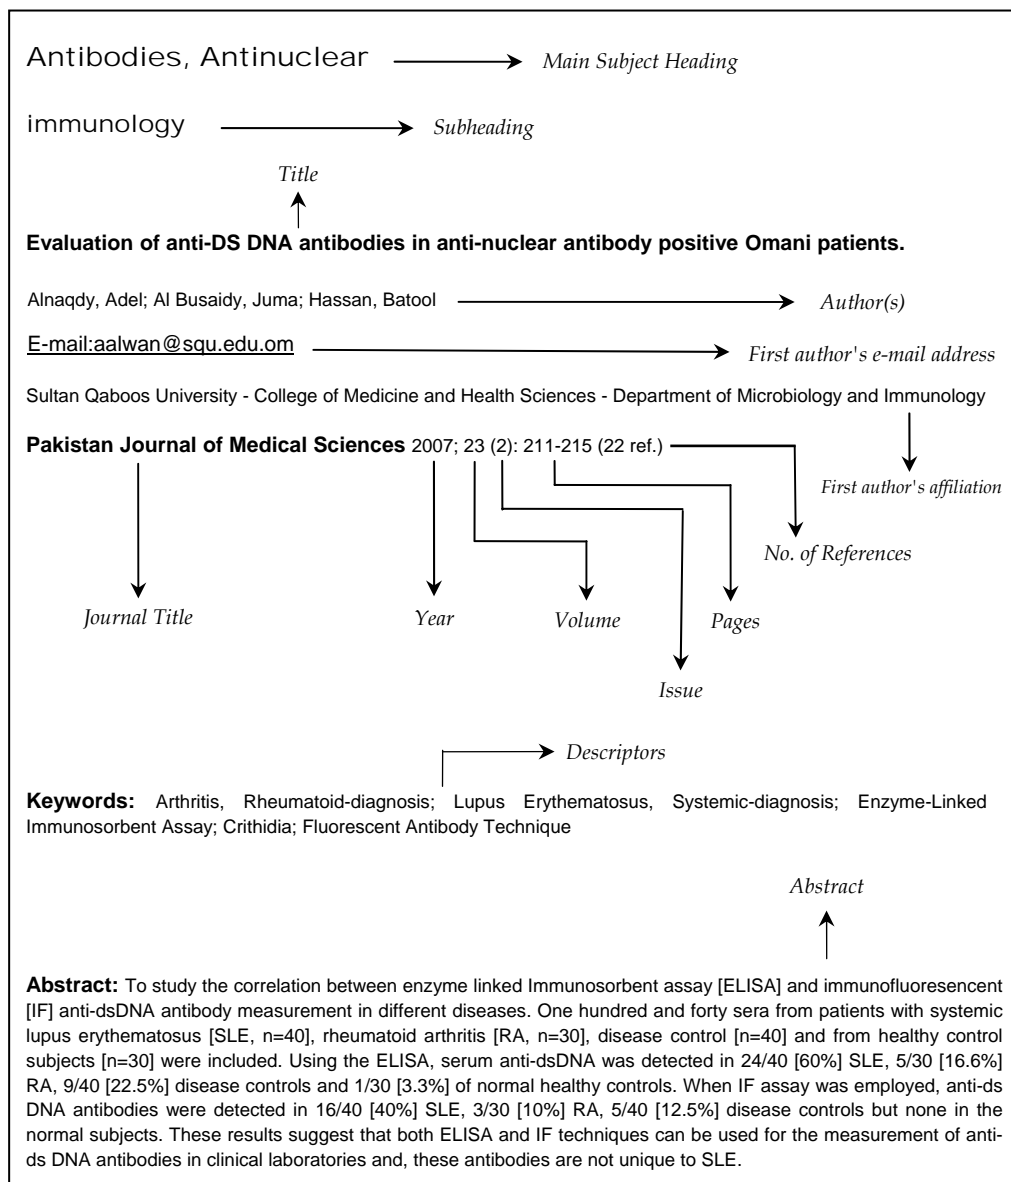 Antibodies, Antinuclear Main Subject Heading
immunology Subheading
Title
Evaluation of anti-DS DNA antibodies in anti-nuclear antibody positive Omani patients.
Alnaqdy, Adel; Al Busaidy, Juma; Hassan, Batool Author(s)
E-mail:aalwan@squ.edu.om First author's e-mail address
Sultan Qaboos University - College of Medicine and Health Sciences - Department of Microbiology and Immunology
Pakistan Journal of Medical Sciences 2007; 23 (2): 211-215 (22 ref.)
First author's affiliation
No. of References
Journal Title Year Volume Pages
Issue
Descriptors
Keywords: Arthritis, Rheumatoid-diagnosis; Lupus Erythematosus, Systemic-diagnosis; Enzyme-Linked
Immunosorbent Assay; Crithidia; Fluorescent Antibody Technique
Abstract
Abstract: To study the correlation between enzyme linked Immunosorbent assay [ELISA] and immunofluoresencent
[IF] anti-dsDNA antibody measurement in different diseases. One hundred and forty sera from patients with systemic
lupus erythematosus [SLE, n=40], rheumatoid arthritis [RA, n=30], disease control [n=40] and from healthy control
subjects [n=30] were included. Using the ELISA, serum anti-dsDNA was detected in 24/40 [60%] SLE, 5/30 [16.6%]
RA, 9/40 [22.5%] disease controls and 1/30 [3.3%] of normal healthy controls. When IF assay was employed, anti-ds
DNA antibodies were detected in 16/40 [40%] SLE, 3/30 [10%] RA, 5/40 [12.5%] disease controls but none in the
normal subjects. These results suggest that both ELISA and IF techniques can be used for the measurement of anti-
ds DNA antibodies in clinical laboratories and, these antibodies are not unique to SLE.